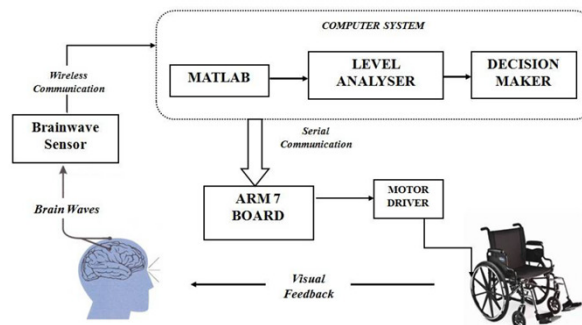 COMPUTER SYSTEM
Wireless
Communication
MATLAB
LEVEL
ANALYSER
DECISION
MAKER
Brainwave
Sensor
Serial
Communication
Brain Waves
ARM 7
BOARD
MOTOR
DRIVER
Visual
Feedback